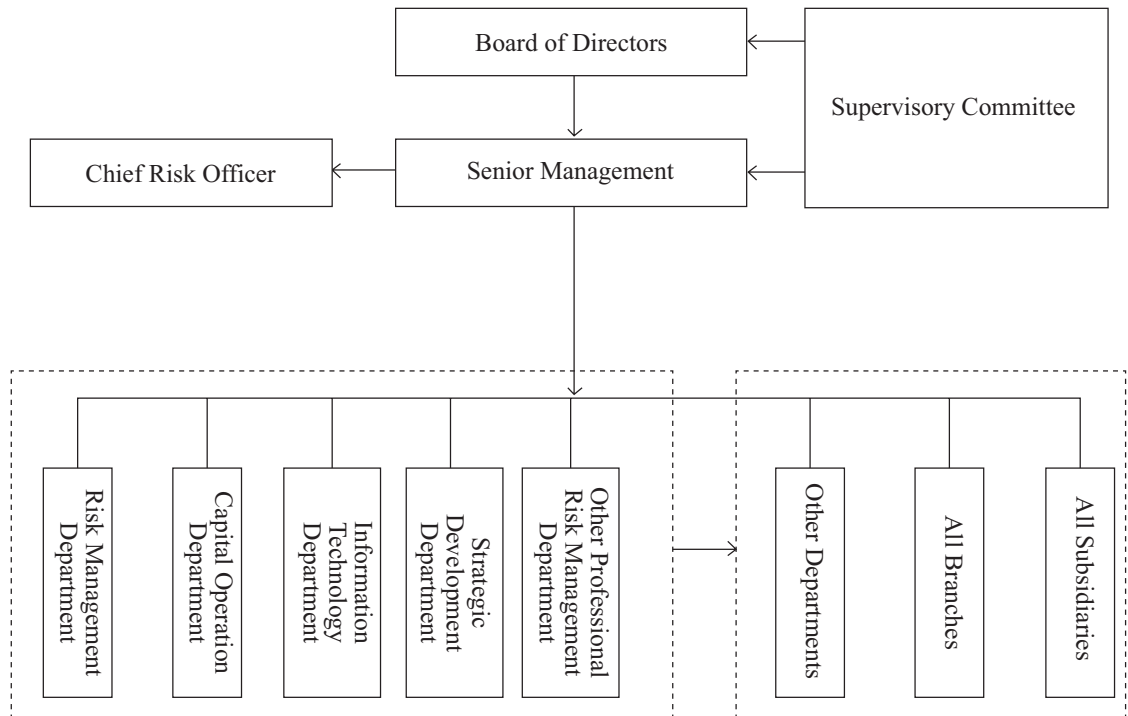 Board of Directors
Supervisory Committee
Chief Risk Officer
Senior Management
Risk Management
Department
Capital Operation
Department
Information
Technology
Department
Strategic
Development
Department
Other Professional
Risk Management
Department
Other Departments
All Branches
All Subsidiaries